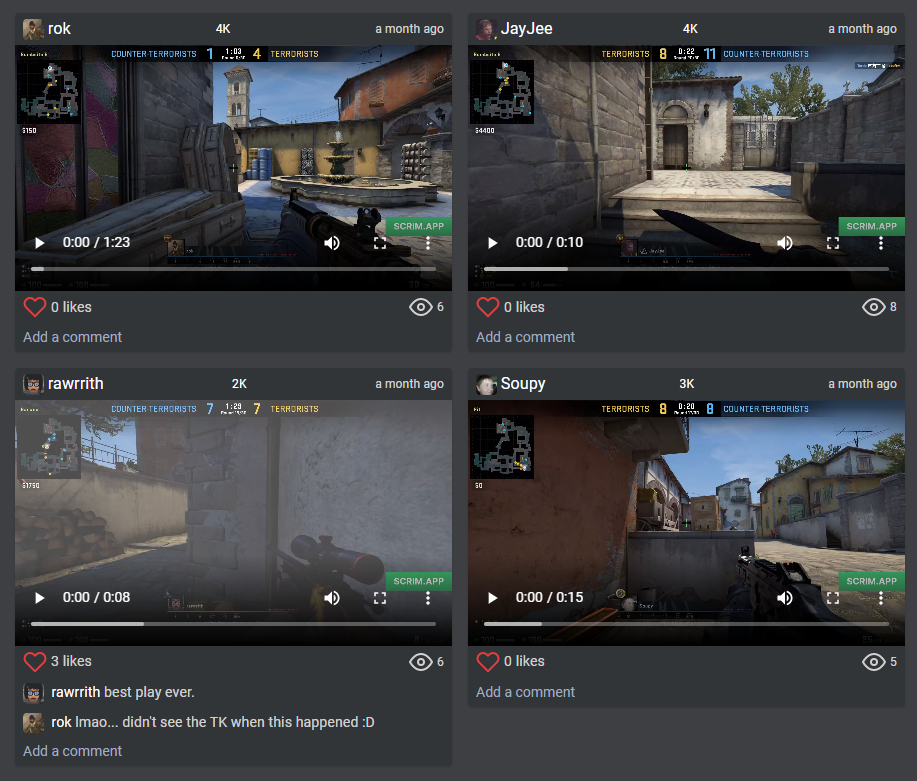 rok 4K a month ago
COUNTER-TERRORISTS 1 1:03 4 TERRORISTS
$150
SCRIM.APP
0:00 / 1:23
0 likes 6
Add a comment
JayJee 4K a month ago
TERRORISTS 8 0:22 11 COUNTER-TERRORISTS
$4400
SCRIM.APP
JayJee
0:00 / 0:10
0 likes 8
Add a comment
rawrrith 2K a month ago
COUNTER-TERRORISTS 7 1:29 7 TERRORISTS
Banana
$1750
SCRIM.APP
0:00 / 0:08
rawrrith
3 likes 6
rawrrith best play ever.
rok lmao... didn't see the TK when this happened :D
Add a comment
Soupy 3K a month ago
TERRORISTS 8 0:20 8 COUNTER-TERRORISTS
Pit
$0
SCRIM.APP
0:00 / 0:15
Soupy
0 likes 5
Add a comment